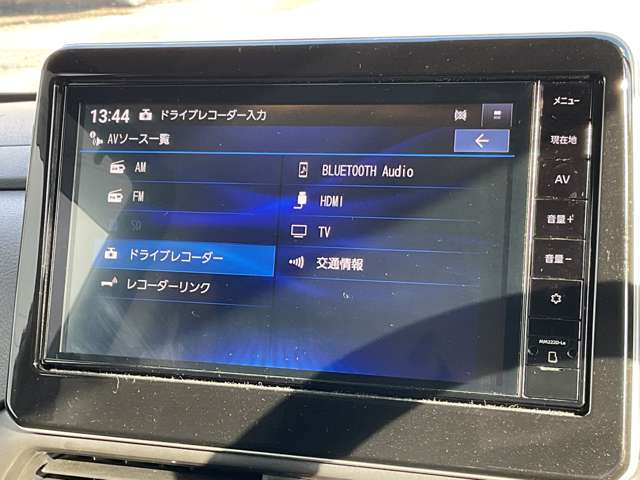 13:44 ドライブレコーダー入力
AVソース一覧
AM
FM
SD
ドライブレコーダー
レコーダーリンク
BLUETOOTH Audio
HDMI
TV
交通情報
メニュー
現在地
AV
音量+
音量-
MM222D-Le